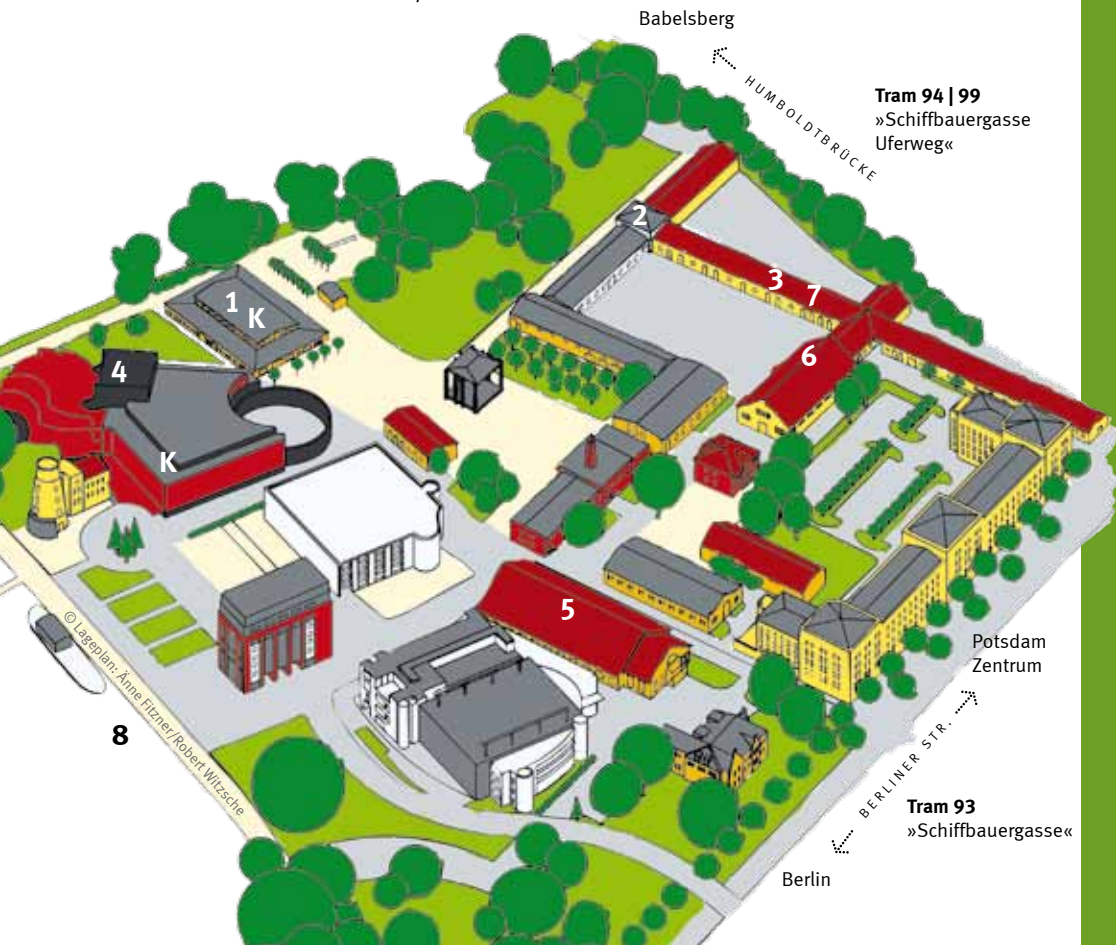 Babelsberg
HUMBOLDTBRÜCKE
Tram 94 | 99
»Schiffbauergasse
Uferweg«
2
3
7
1
K
6
4
K
5
© Lageplan: Änne Fitzner/Robert Witzsche
8
Potsdam
Zentrum
BERLINER STR.
Tram 93
»Schiffbauergasse«
Berlin